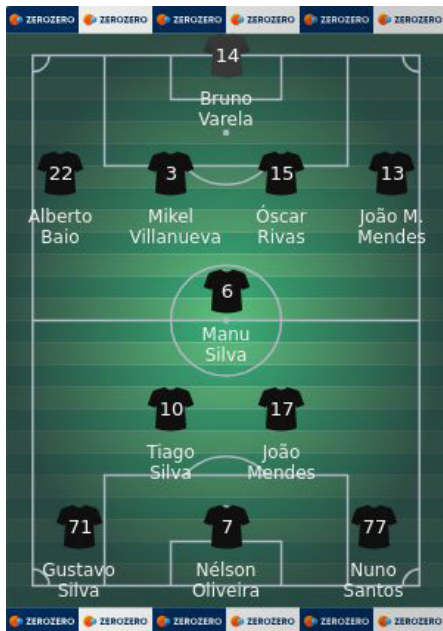 ZEROZERO ZEROZERO ZEROZERO ZEROZERO ZEROZERO ZEROZERO
14
Bruno
Varela
22 3 15 13
Alberto Mikel Óscar João M.
Baio Villanueva Rivas Mendes
6
Manu
Silva
10 17
Tiago João
Silva Mendes
71 7 77
Gustavo Nélson Nuno
Silva Oliveira Santos
ZEROZERO ZEROZERO ZEROZERO ZEROZERO ZEROZERO ZEROZERO